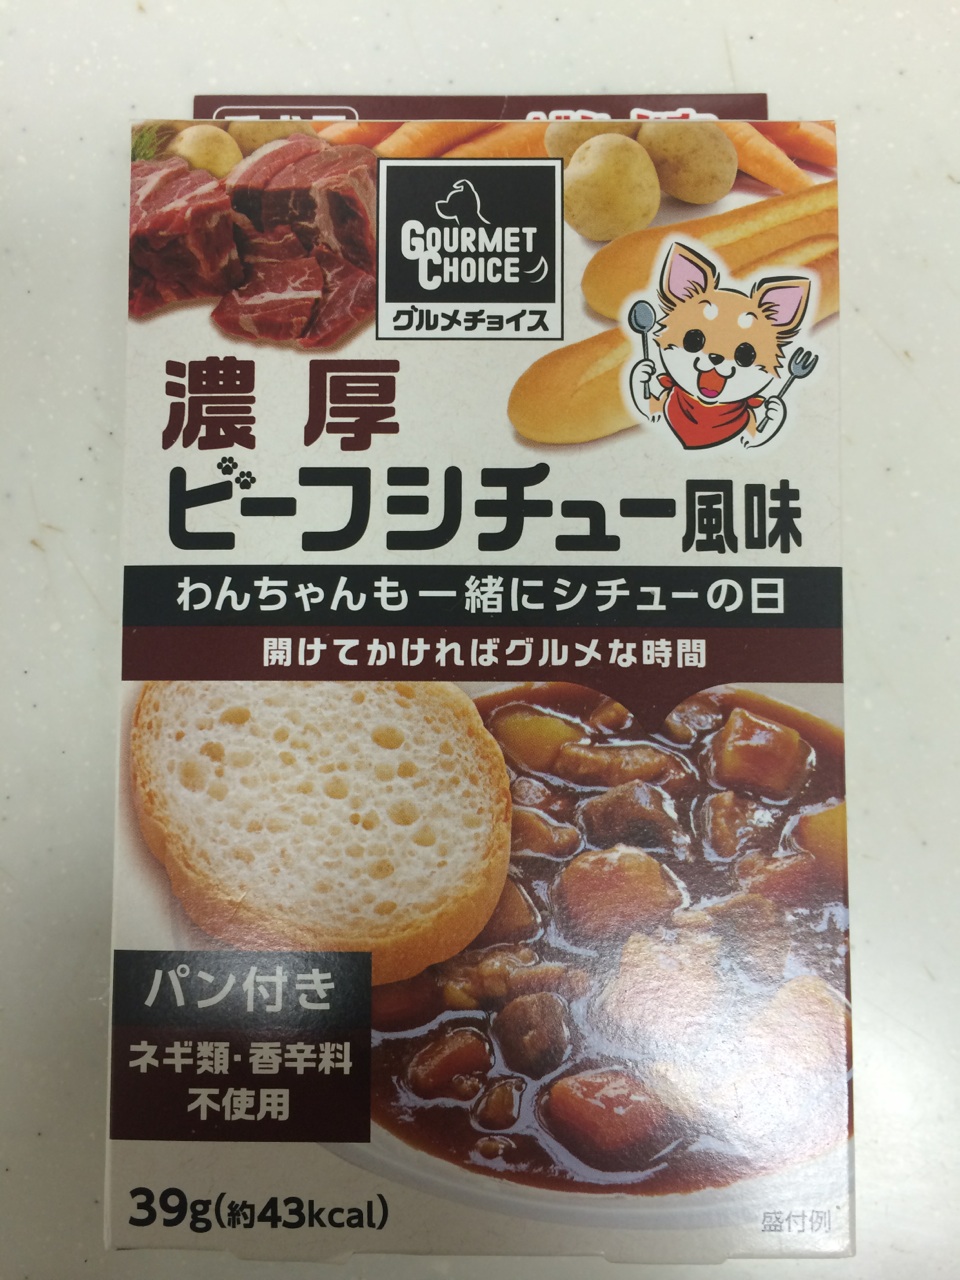 GOURMET
CHOICE
グルメチョイス
濃厚
ビーフシチュー風味
わんちゃんも一緒にシチューの日
開けてかければグルメな時間
パン付き
ネギ類・香辛料
不使用
39g(約43kcal)
盛付例